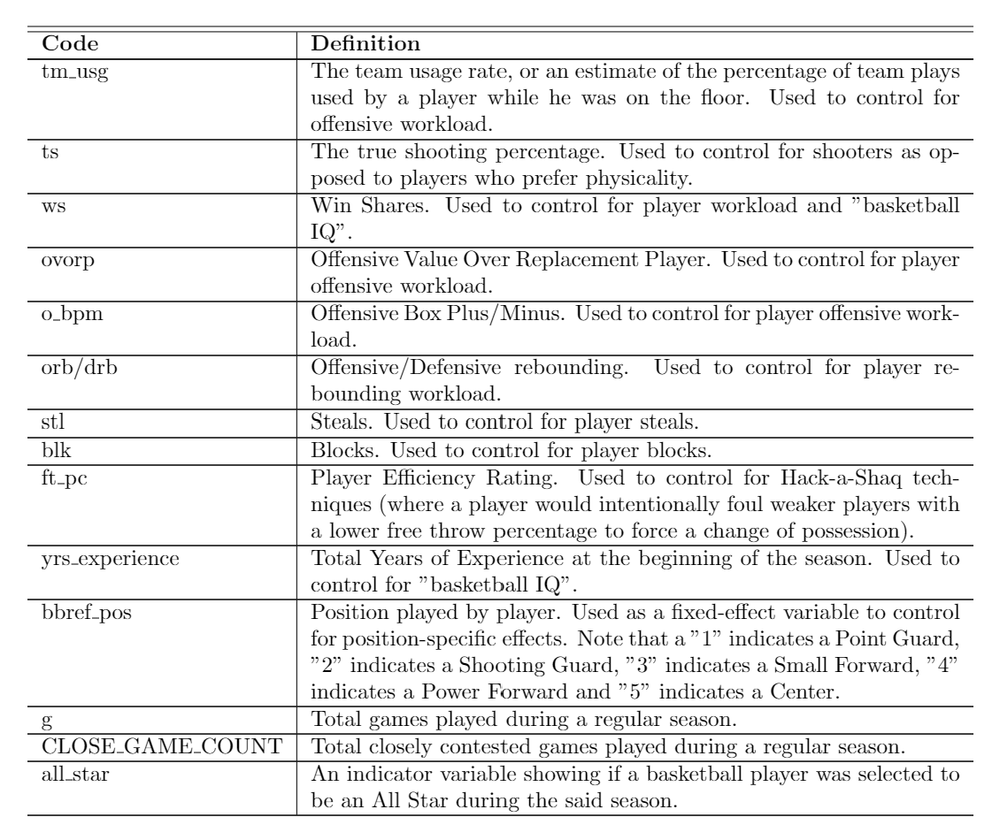 Code Definition
tm_usg The team usage rate, or an estimate of the percentage of team plays
used by a player while he was on the floor. Used to control for
offensive workload.
ts The true shooting percentage. Used to control for shooters as op-
posed to players who prefer physicality.
ws Win Shares. Used to control for player workload and ”basketball
IQ”.
ovorp Offensive Value Over Replacement Player. Used to control for player
offensive workload.
o_bpm Offensive Box Plus/Minus. Used to control for player offensive work-
load.
orb/drb Offensive/Defensive rebounding. Used to control for player re-
bounding workload.
stl Steals. Used to control for player steals.
blk Blocks. Used to control for player blocks.
ft_pc Player Efficiency Rating. Used to control for Hack-a-Shaq tech-
niques (where a player would intentionally foul weaker players with
a lower free throw percentage to force a change of possession).
yrs_experience Total Years of Experience at the beginning of the season. Used to
control for ”basketball IQ”.
bbref_pos Position played by player. Used as a fixed-effect variable to control
for position-specific effects. Note that a ”1” indicates a Point Guard,
”2” indicates a Shooting Guard, ”3” indicates a Small Forward, ”4”
indicates a Power Forward and ”5” indicates a Center.
g Total games played during a regular season.
CLOSE_GAME_COUNT Total closely contested games played during a regular season.
all_star An indicator variable showing if a basketball player was selected to
be an All Star during the said season.